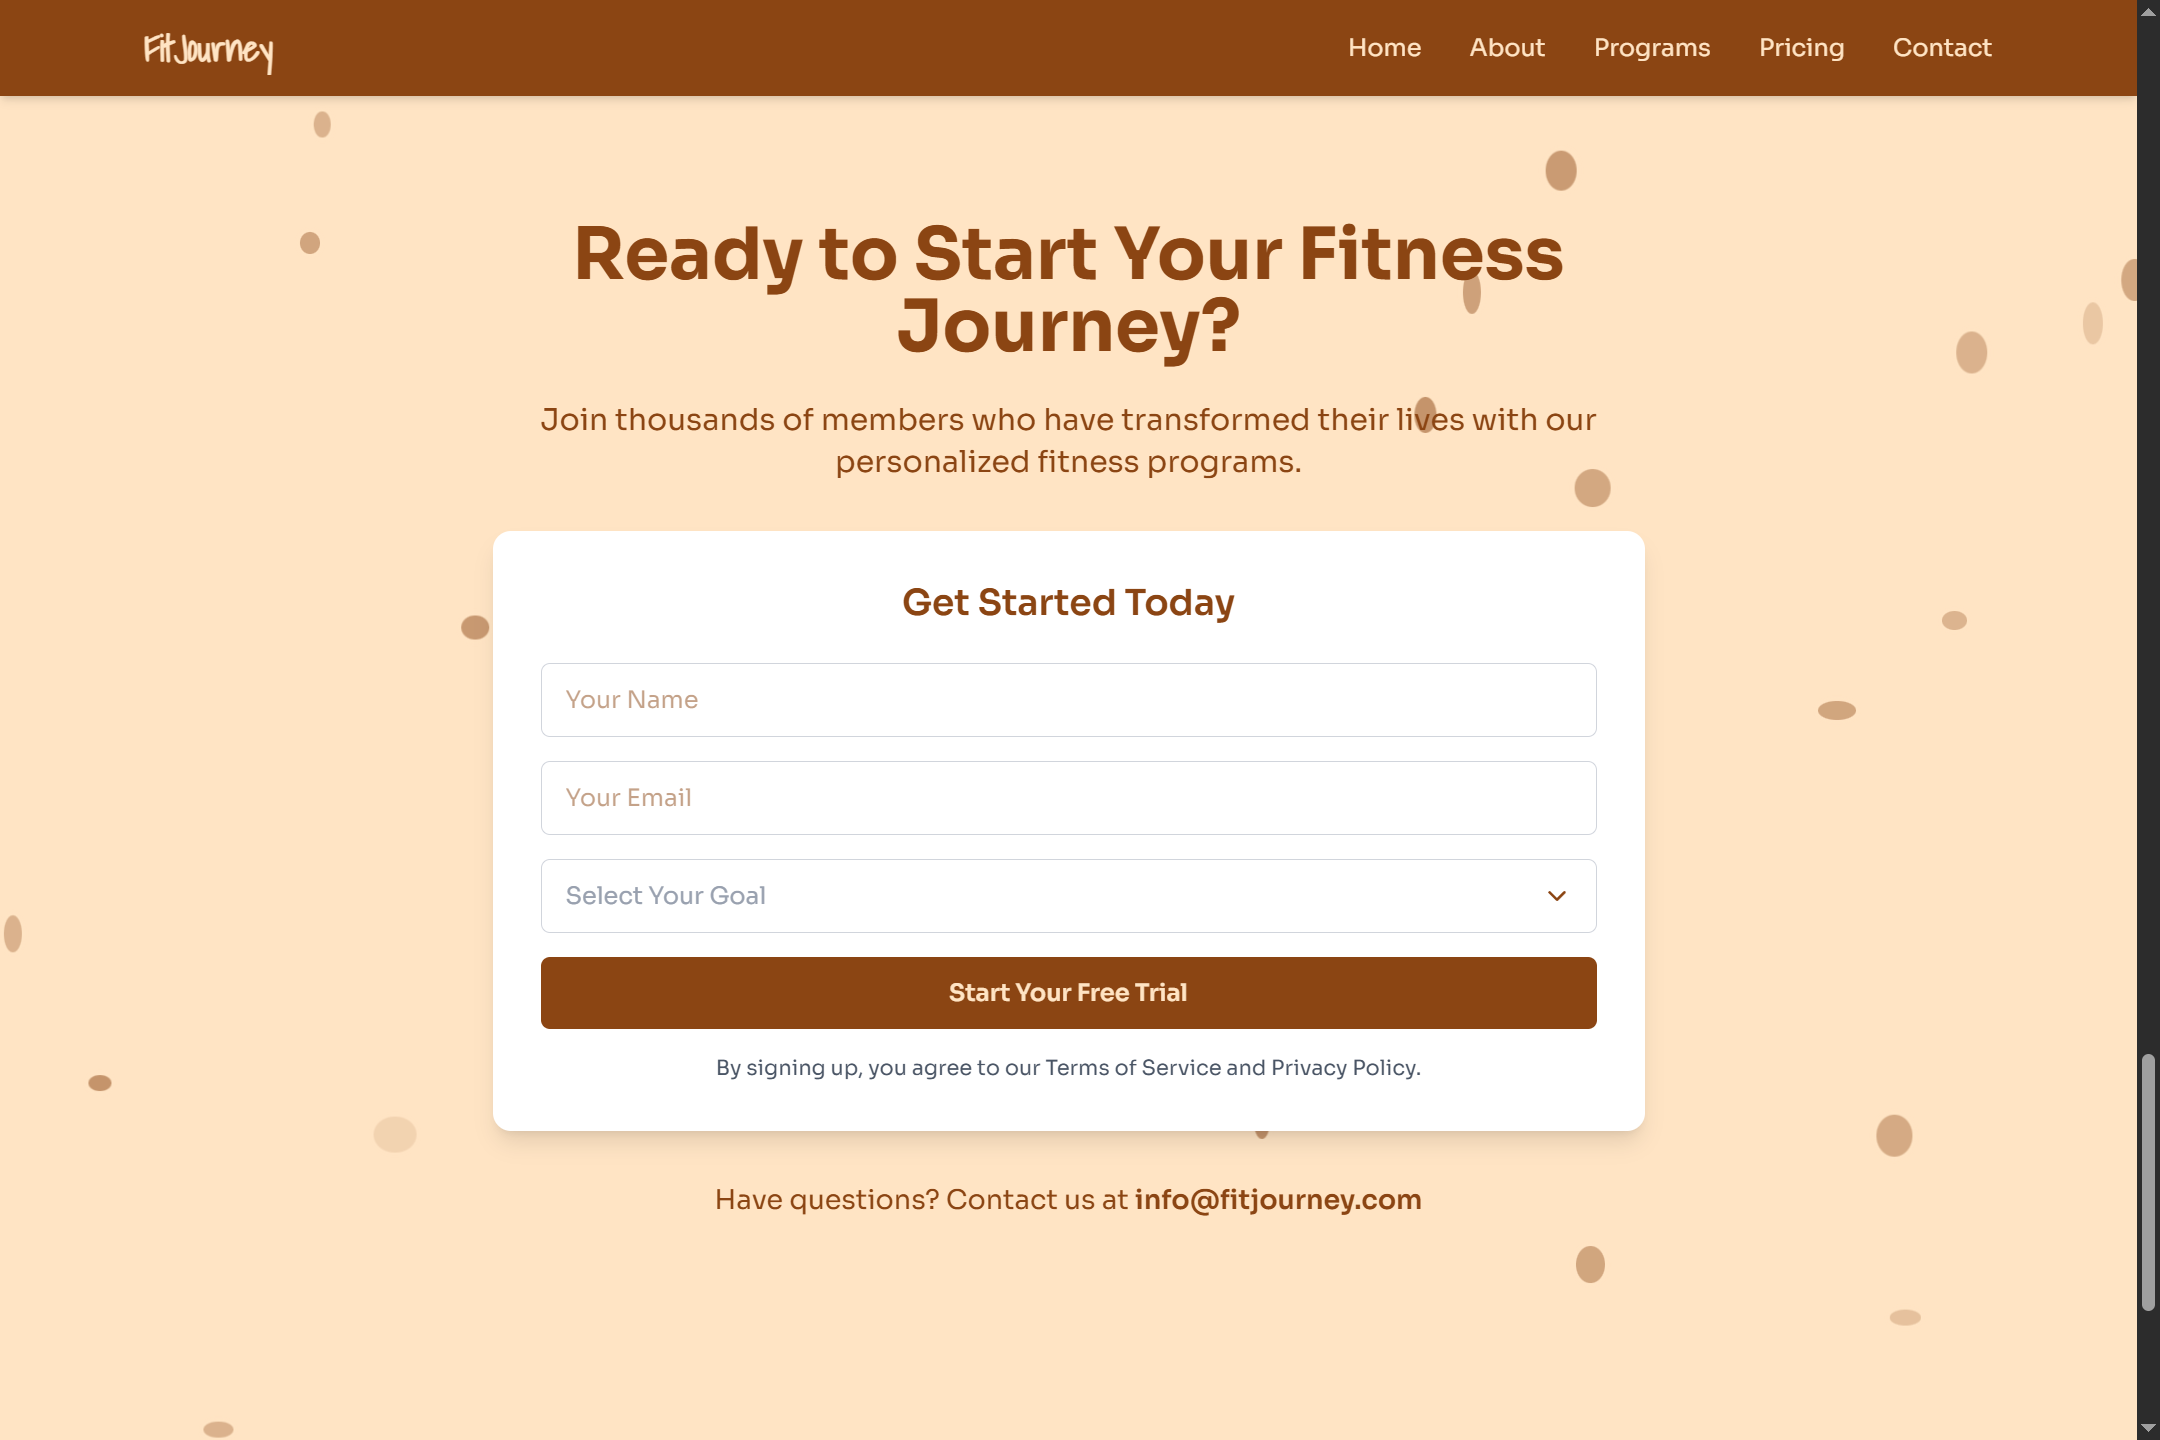 FitJourney
Home About Programs Pricing Contact
Ready to Start Your Fitness
Journey?
Join thousands of members who have transformed their lives with our
personalized fitness programs.
Get Started Today
Your Name
Your Email
Select Your Goal
Start Your Free Trial
By signing up, you agree to our Terms of Service and Privacy Policy.
Have questions? Contact us at info@fitjourney.com